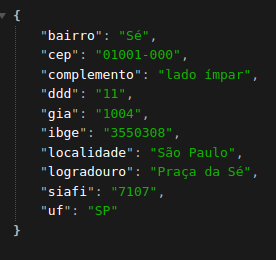 {
"bairro": "Sé",
"cep": "01001-000",
"complemento": "lado ímpar",
"ddd": "11",
"gia": "1004",
"ibge": "3550308",
"localidade": "São Paulo",
"logradouro": "Praça da Sé",
"siafi": "7107",
"uf": "SP"
}